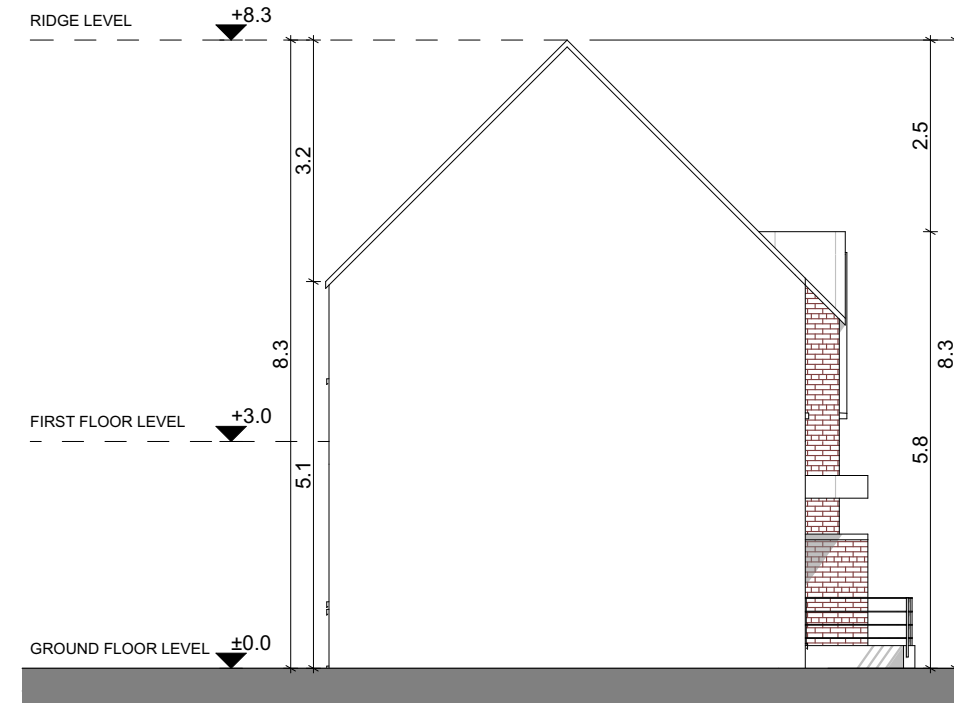 RIDGE LEVEL +8.3
2.5
3.2
8.3
8.3
FIRST FLOOR LEVEL +3.0
5.8
5.1
GROUND FLOOR LEVEL ±0.0